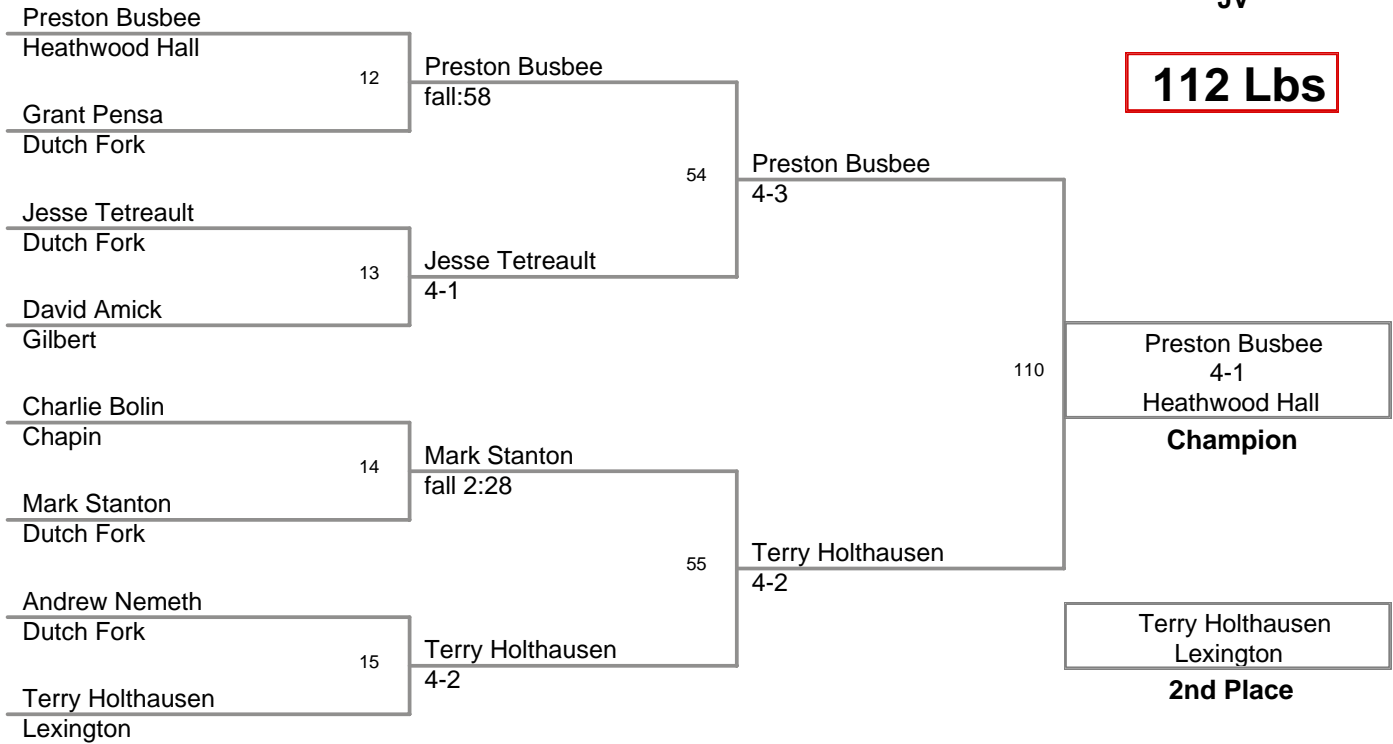 JV
112 Lbs
Preston Busbee
Heathwood Hall
12
Grant Pensa
Dutch Fork
Preston Busbee
fall:58
Jesse Tetreault
Dutch Fork
13
David Amick
Gilbert
Jesse Tetreault
4-1
54
Preston Busbee
4-3
Charlie Bolin
Chapin
14
Mark Stanton
Dutch Fork
Mark Stanton
fall 2:28
Andrew Nemeth
Dutch Fork
15
Terry Holthausen
Lexington
Terry Holthausen
4-2
55
Terry Holthausen
4-2
110
Preston Busbee
4-1
Heathwood Hall
Champion
Terry Holthausen
Lexington
2nd Place